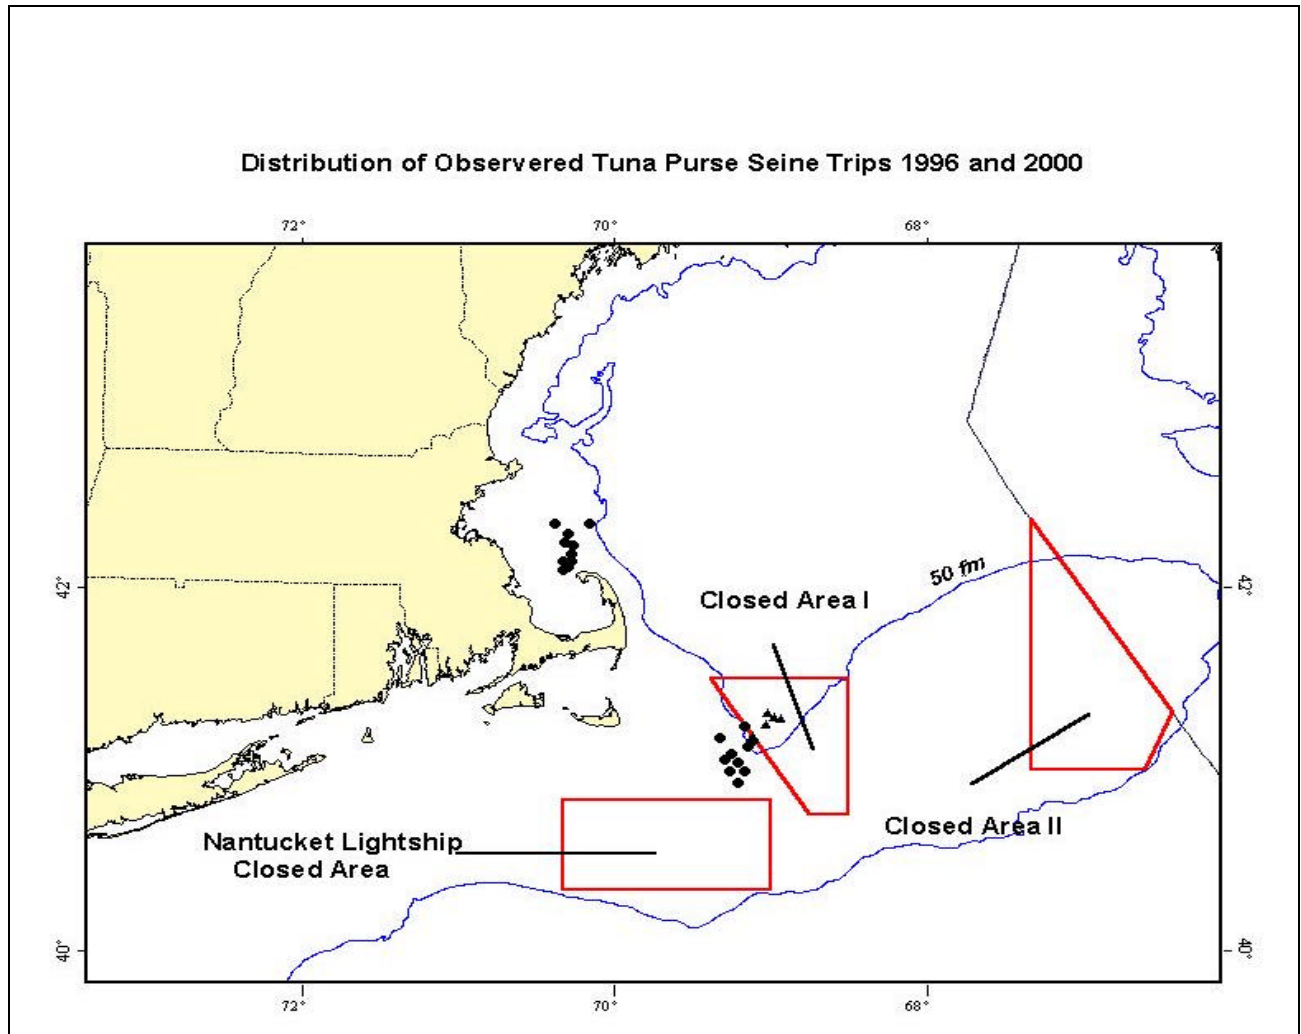 Distribution of Observered Tuna Purse Seine Trips 1996 and 2000
72°
70°
68°
50 fm
42°
42°
Closed Area I
Closed Area II
Nantucket Lightship
Closed Area
40°
40°
72°
70°
68°